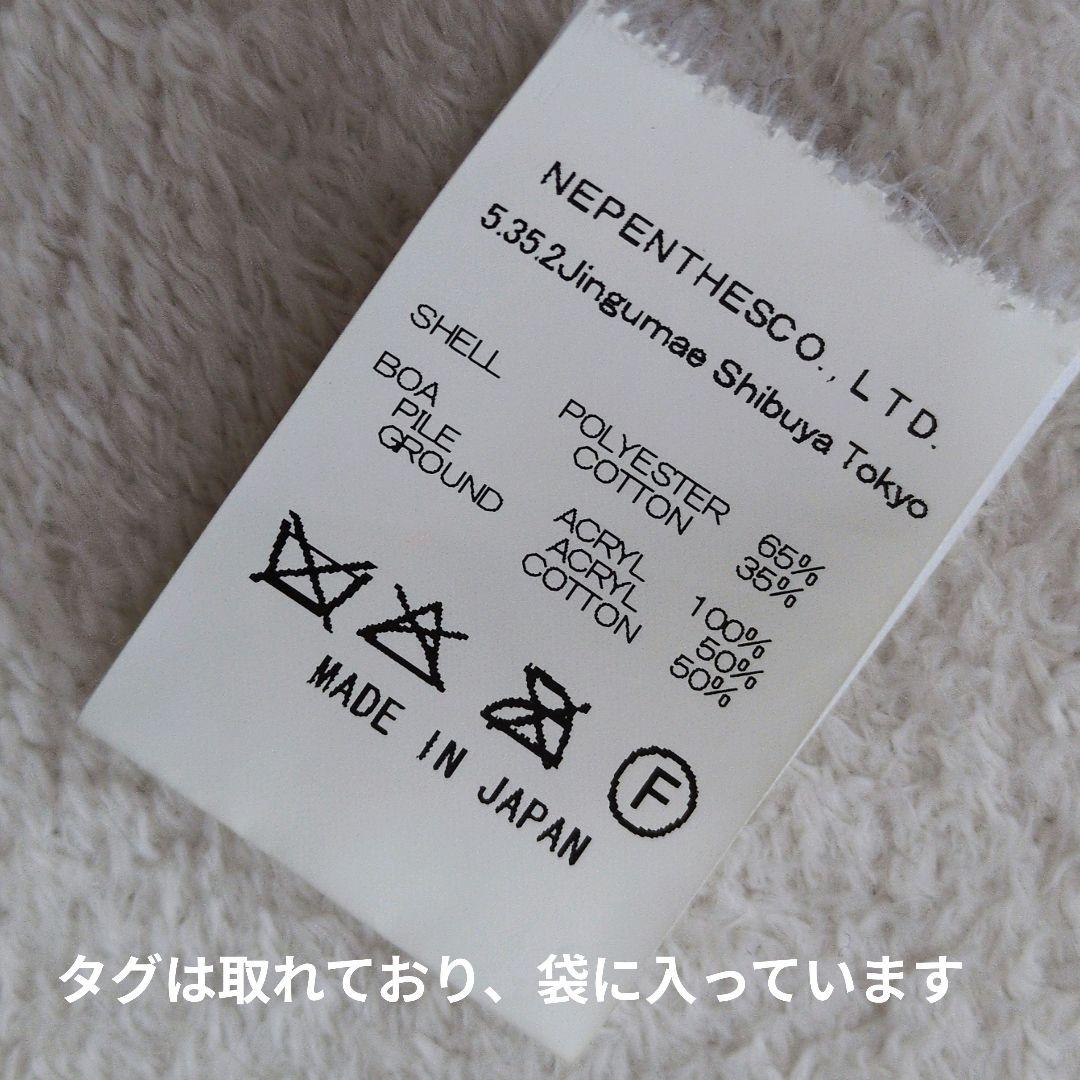 NEPENTHESCO., LTD.
5.35.2Jingumae Shibuya Tokyo
SHELL
POLYESTER 65%
COTTON 35%
BOA
PILE ACRYL 100%
GROUND ACRYL 50%
COTTON 50%
F
MADE IN JAPAN
タグは取れており、袋に入っています